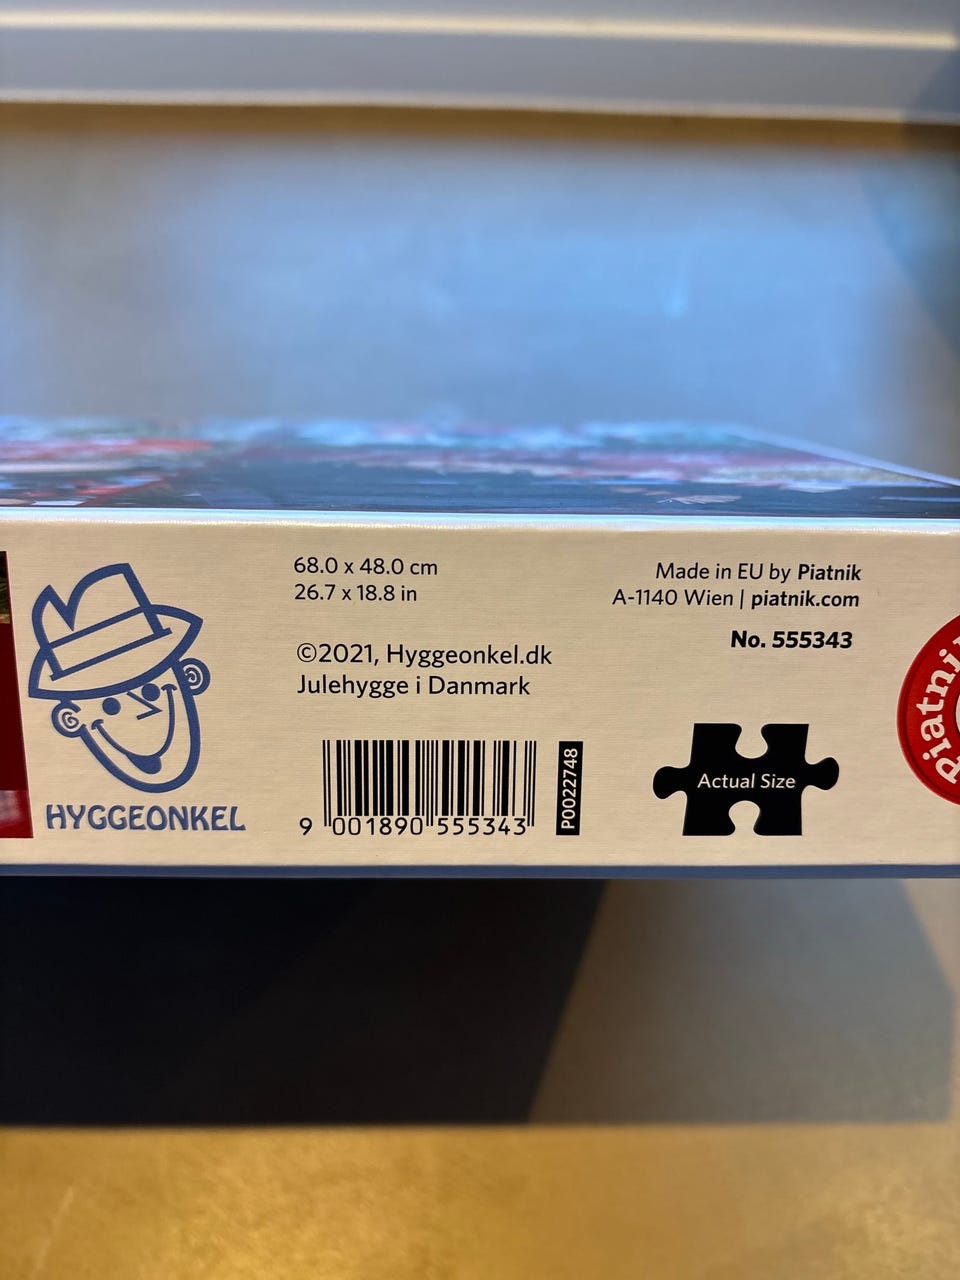 68.0 x 48.0 cm
26.7 x 18.8 in
©2021, Hyggeonkel.dk
Julehygge i Danmark
HYGGEONKEL
9 001890 555343
P0022748
Made in EU by Piatnik
A-1140 Wien | piatnik.com
No. 555343
Actual Size
Piatnik